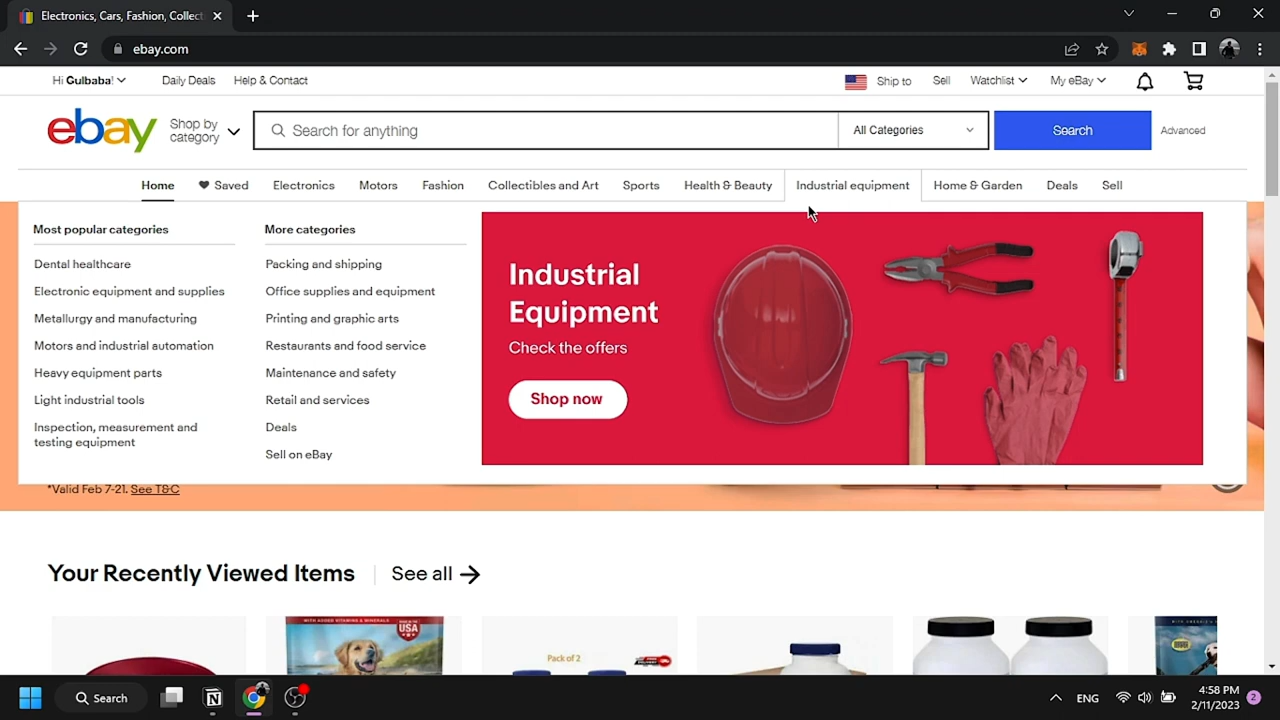 Electronics, Cars, Fashion, Collect
ebay.com
Hi Gulbaba!
Daily Deals
Help & Contact
Ship to
Sell
Watchlist
My eBay
ebay
Shop by
category
Search for anything
All Categories
Search
Advanced
Home
Saved
Electronics
Motors
Fashion
Collectibles and Art
Sports
Health & Beauty
Industrial equipment
Home & Garden
Deals
Sell
Most popular categories
Dental healthcare
Electronic equipment and supplies
Metallurgy and manufacturing
Motors and industrial automation
Heavy equipment parts
Light industrial tools
Inspection, measurement and
testing equipment
More categories
Packing and shipping
Office supplies and equipment
Printing and graphic arts
Restaurants and food service
Maintenance and safety
Retail and services
Deals
Sell on eBay
Industrial
Equipment
Check the offers
Shop now
*Valid Feb 7-21. See T&C
Your Recently Viewed Items
See all
WITH ADDED VITAMINS & MINERALS
MADE IN THE
USA
Pack of 2
FREE
DELIVERY
Search
ENG
4:58 PM
2/11/2023
2